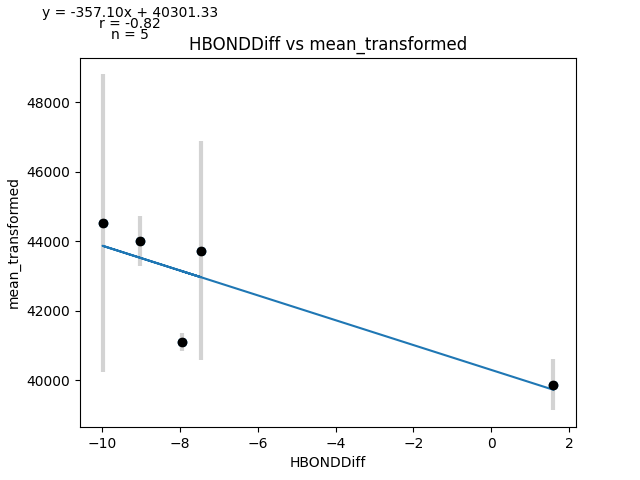 y = -357.10x + 40301.33
r = -0.82
n = 5
HBONDDiff vs mean_transformed
48000
46000
44000
42000
40000
mean_transformed
−10
−8
−6
−4
−2
0
2
HBONDDiff